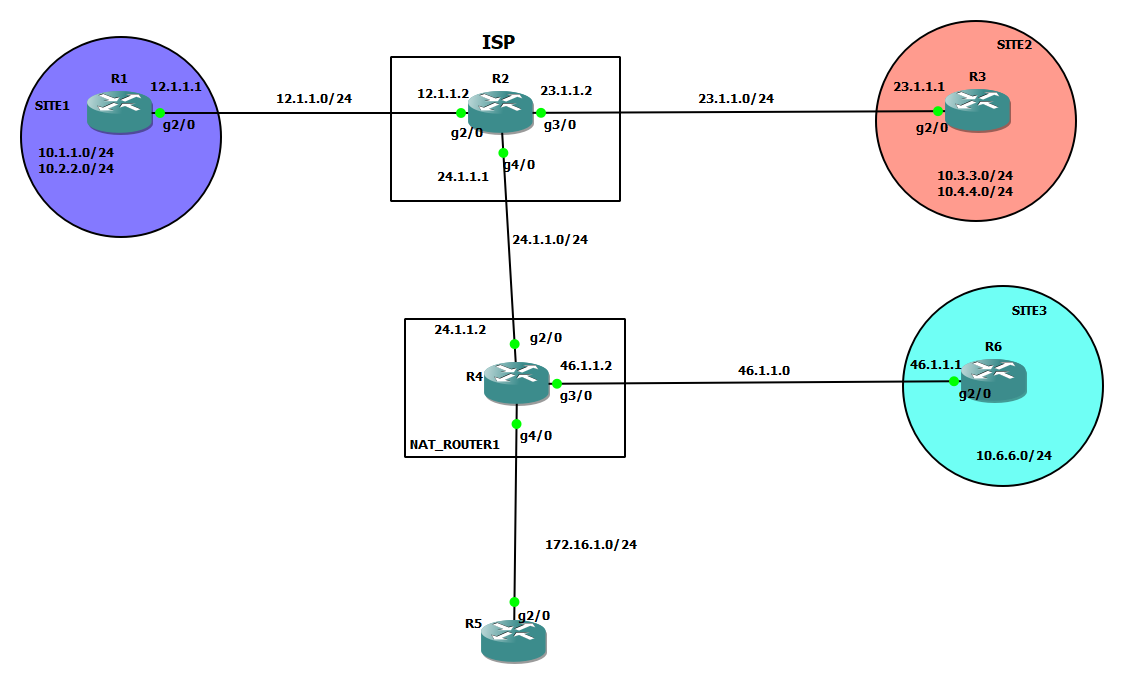 ISP
SITE1
R1
12.1.1.1
g2/0
10.1.1.0/24
10.2.2.0/24
12.1.1.0/24
R2
12.1.1.2
g2/0
23.1.1.2
g3/0
g4/0
24.1.1.1
23.1.1.0/24
SITE2
R3
23.1.1.1
g2/0
10.3.3.0/24
10.4.4.0/24
24.1.1.0/24
24.1.1.2
g2/0
R4
46.1.1.2
g3/0
g4/0
NAT_ROUTER1
46.1.1.0
SITE3
R6
46.1.1.1
g2/0
10.6.6.0/24
172.16.1.0/24
g2/0
R5